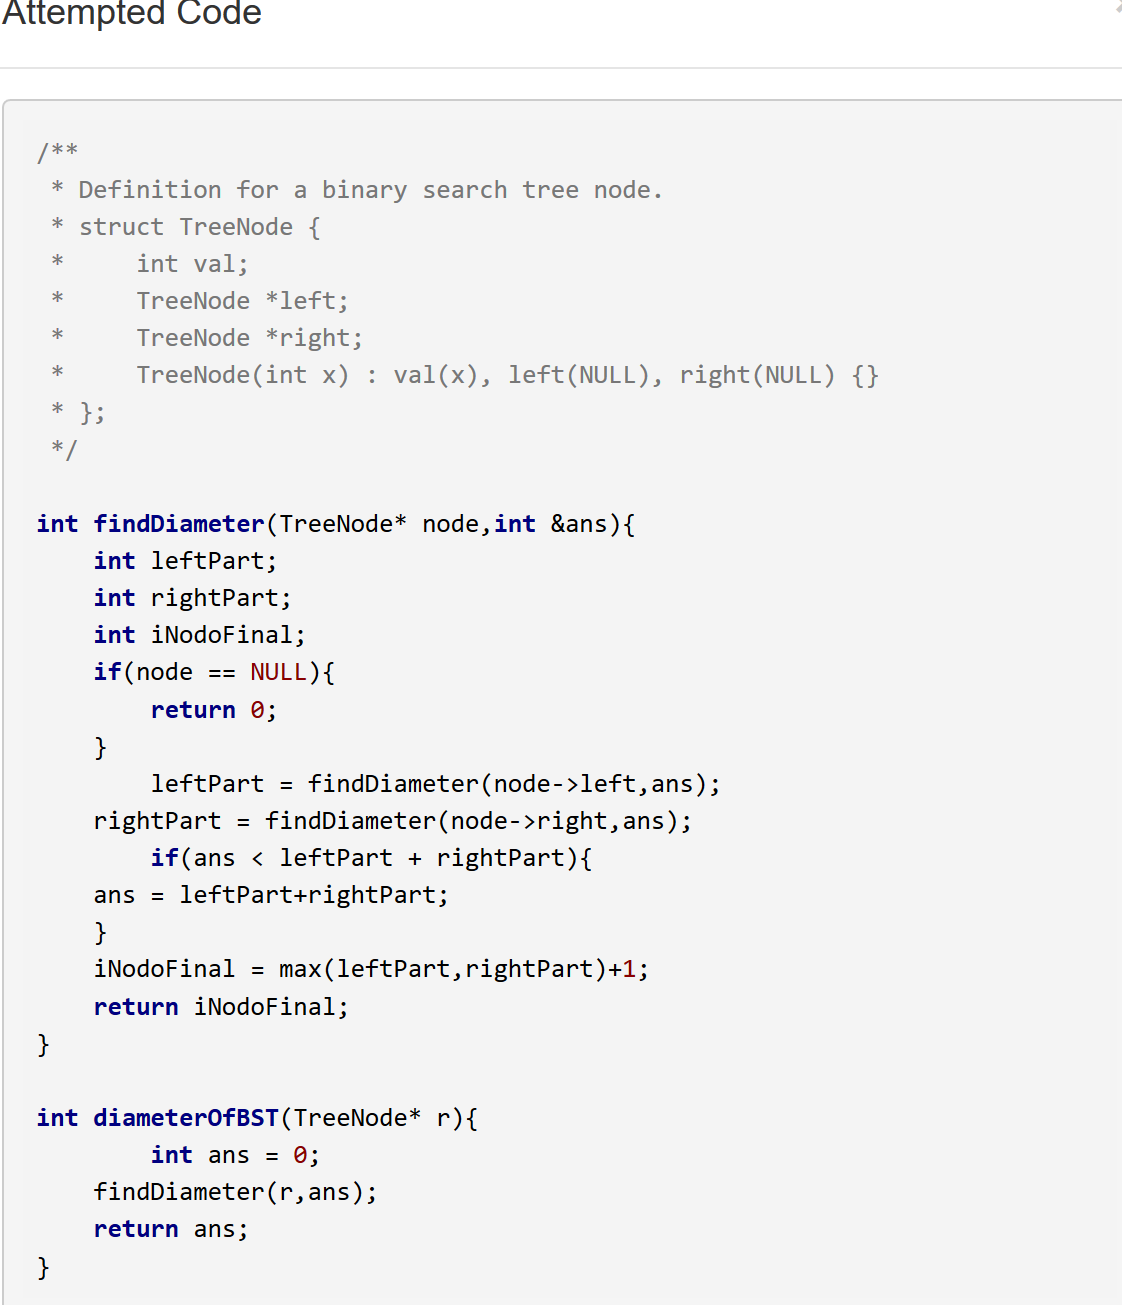 Attempted Code
/**
 * Definition for a binary search tree node.
 * struct TreeNode {
 *     int val;
 *     TreeNode *left;
 *     TreeNode *right;
 *     TreeNode(int x) : val(x), left(NULL), right(NULL) {}
 * };
 */
int findDiameter(TreeNode* node,int &ans){
    int leftPart;
    int rightPart;
    int iNodoFinal;
    if(node == NULL){
        return 0;
    }
        leftPart = findDiameter(node->left,ans);
    rightPart = findDiameter(node->right,ans);
        if(ans < leftPart + rightPart){
    ans = leftPart+rightPart;
    }
    iNodoFinal = max(leftPart,rightPart)+1;
    return iNodoFinal;
}
int diameterOfBST(TreeNode* r){
        int ans = 0;
    findDiameter(r,ans);
    return ans;
}